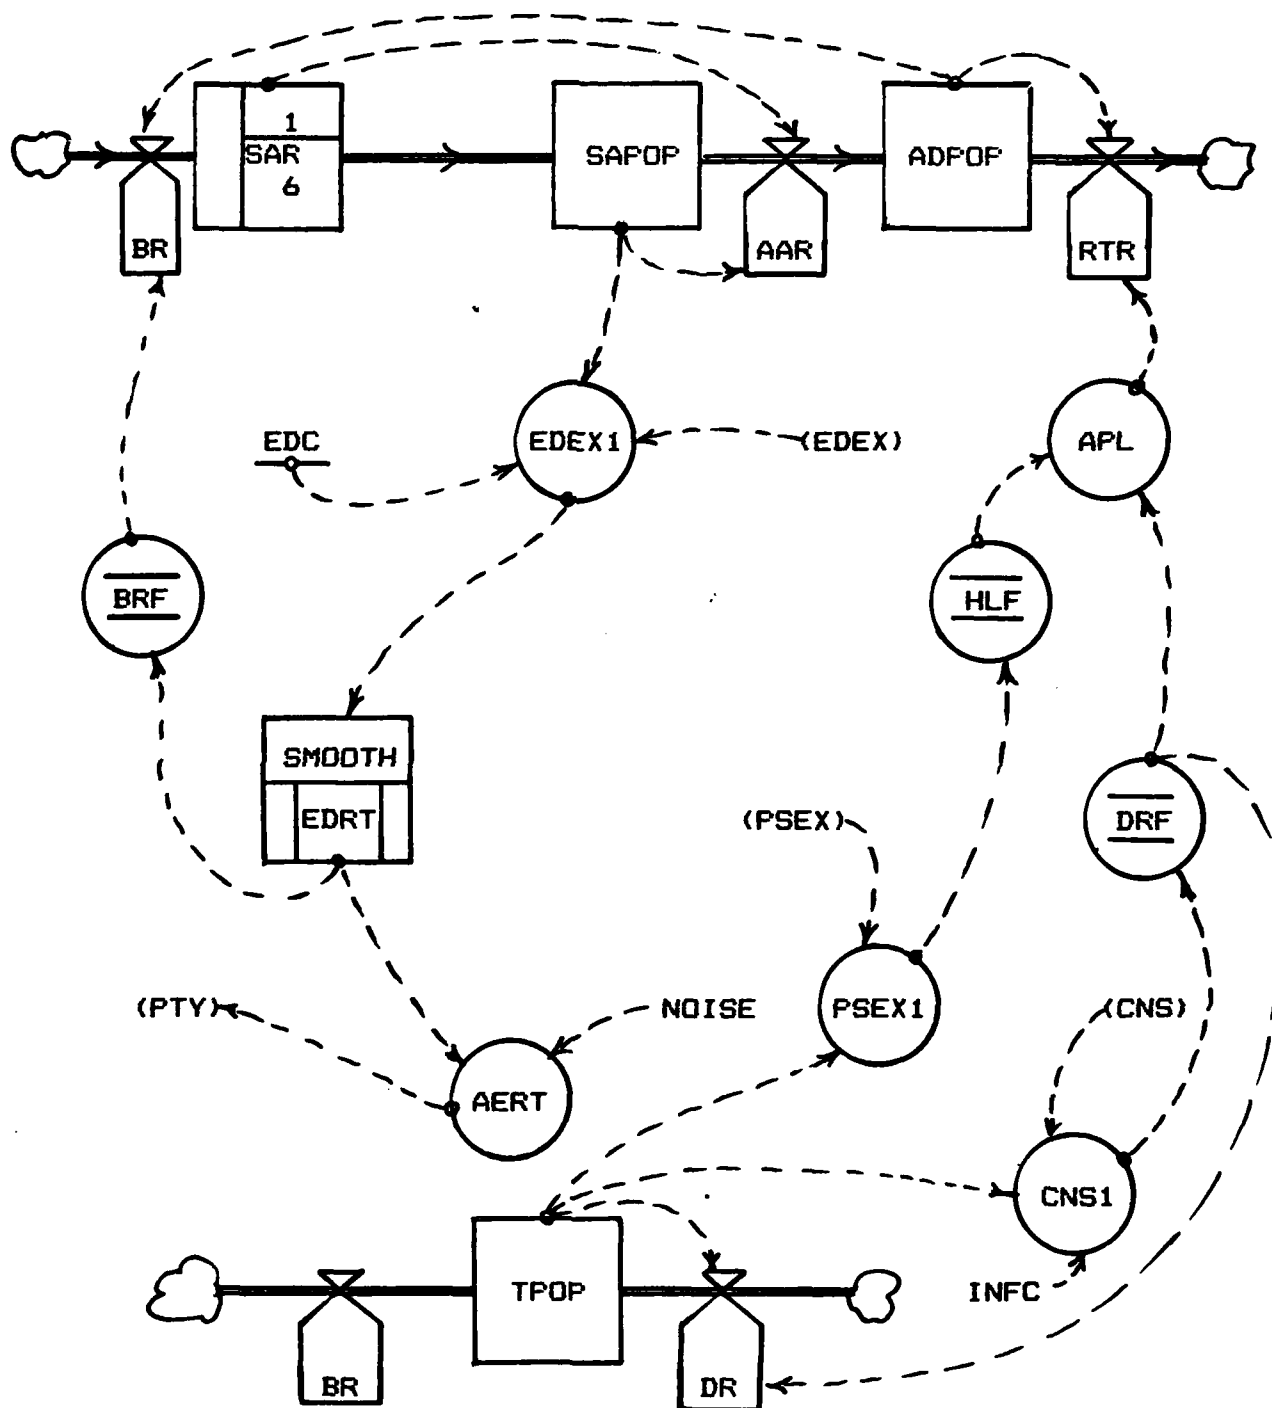 1
SAR
6
SAPOP
ADPOP
BR
AAR
RTR
EDC
EDEX1
(EDEX)
APL
BRF
HLF
SMOOTH
EDRT
(PSEX)
DRF
(PTY)
NOISE
PSEX1
(CNS)
AERT
CNS1
TPOP
INFC
BR
DR